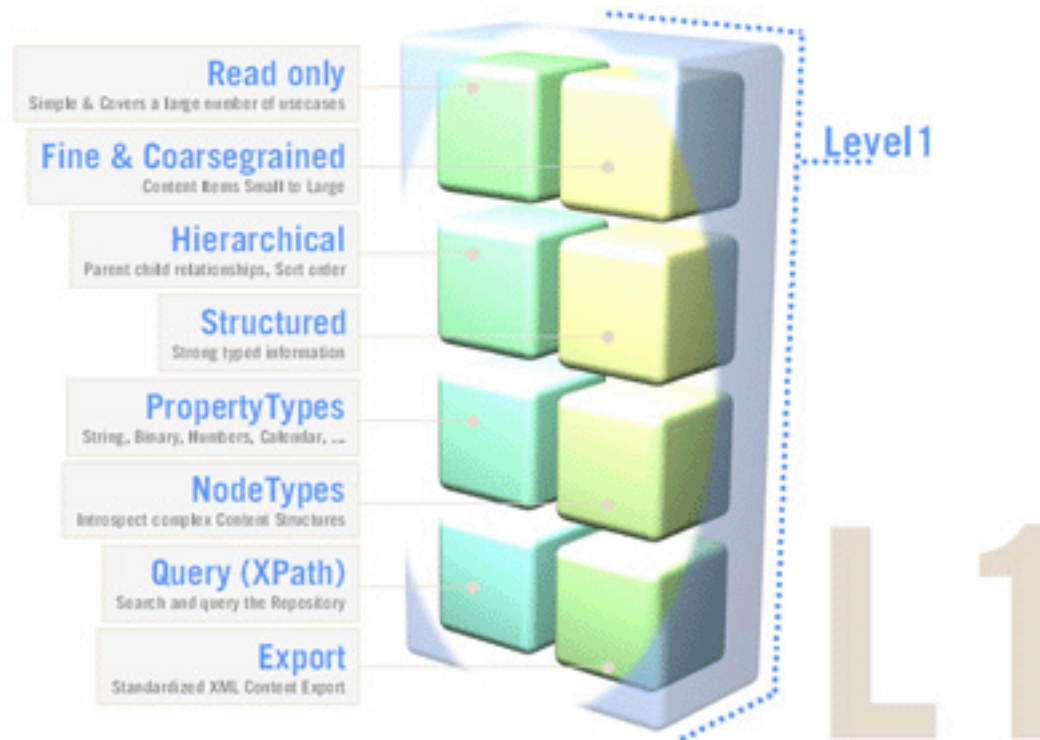 Read only
Simple & Covers a large number of usecases
Fine & Coarsegrained
Content Items Small to Large
Hierarchical
Parent child relationships, Sort order
Structured
Strong typed information
PropertyTypes
String, Binary, Numbers, Calendar, ...
NodeTypes
Introspect complex Content Structures
Query (XPath)
Search and query the Repository
Export
Standardized XML Content Export
Level 1
L1